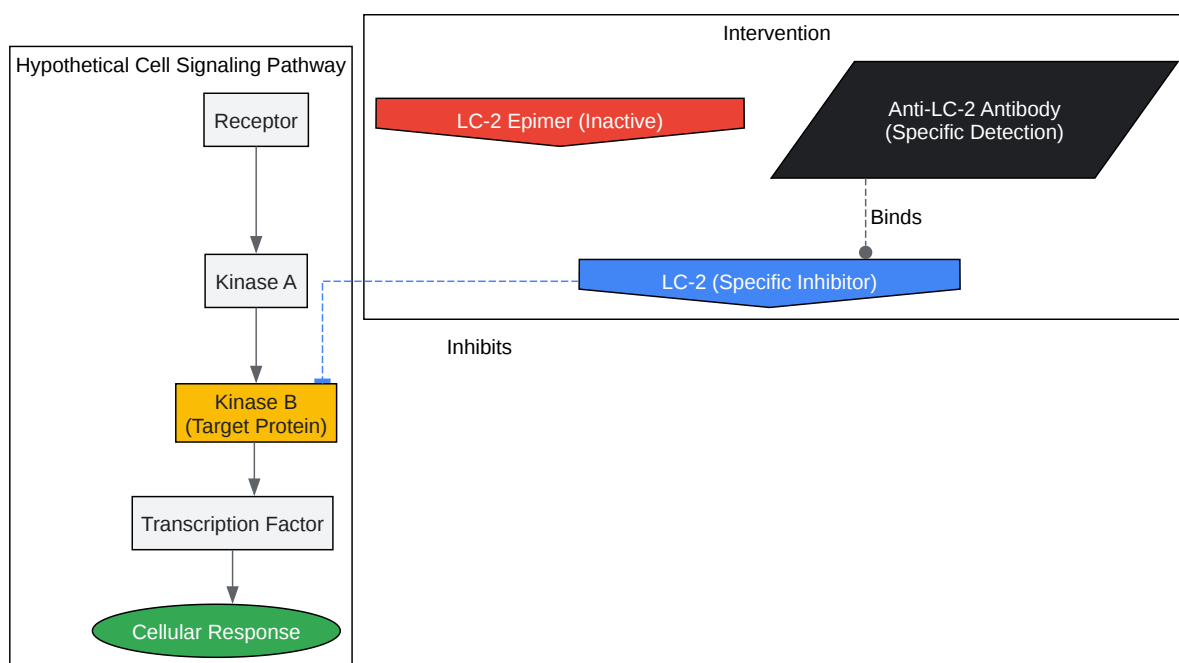 Hypothetical Cell Signaling Pathway
Receptor
Kinase A
Kinase B
(Target Protein)
Transcription Factor
Cellular Response
Intervention
LC-2 Epimer (Inactive)
Anti-LC-2 Antibody
(Specific Detection)
Binds
LC-2 (Specific Inhibitor)
Inhibits